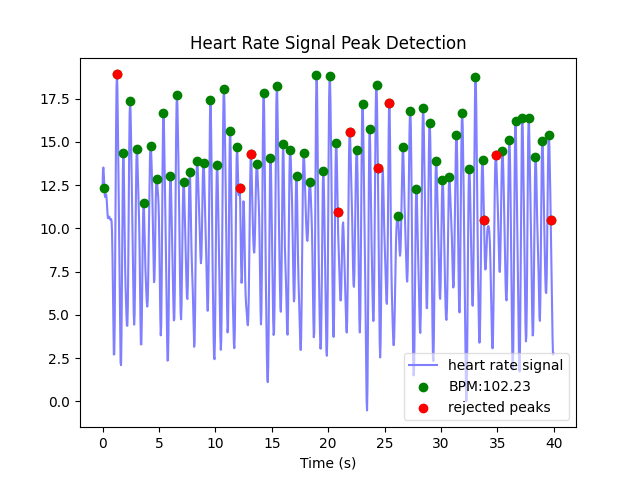 Heart Rate Signal Peak Detection
17.5
15.0
12.5
10.0
7.5
5.0
2.5
0.0
heart rate signal
BPM:102.23
rejected peaks
0 5 10 15 20 25 30 35 40
Time (s)